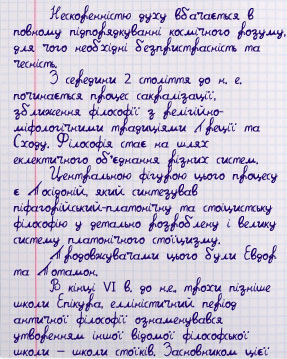 Нескореннistю духу вбачається в
повному підпорядкуванні космічного розуму,
для чого необхідні безпристрасність та
чесність.
З середини 2 століття до н. е.
починається процес сакралізації,
зближення філософії з релігійно-
міфологічними традиціями Греції та
Сходу. Філософія стає на шлях
еклектичного об'єднання різних систем.
Центральною фігурою цього процесу
є Посідоній, який синтезував
піфагорійський-платонічну та стоїцистську
філософію у детально розроблену і велику
систему платонічного стоїцизму.
Продовжувачами цього були Евдор
та Потамон.
В кінці VI в. до н.е. трохи пізніше
школи Епікура, елліністичний період
античної філософії ознаменувався
утворенням іншої відомої філософської
школи – школи стоїків. Засновником цієї